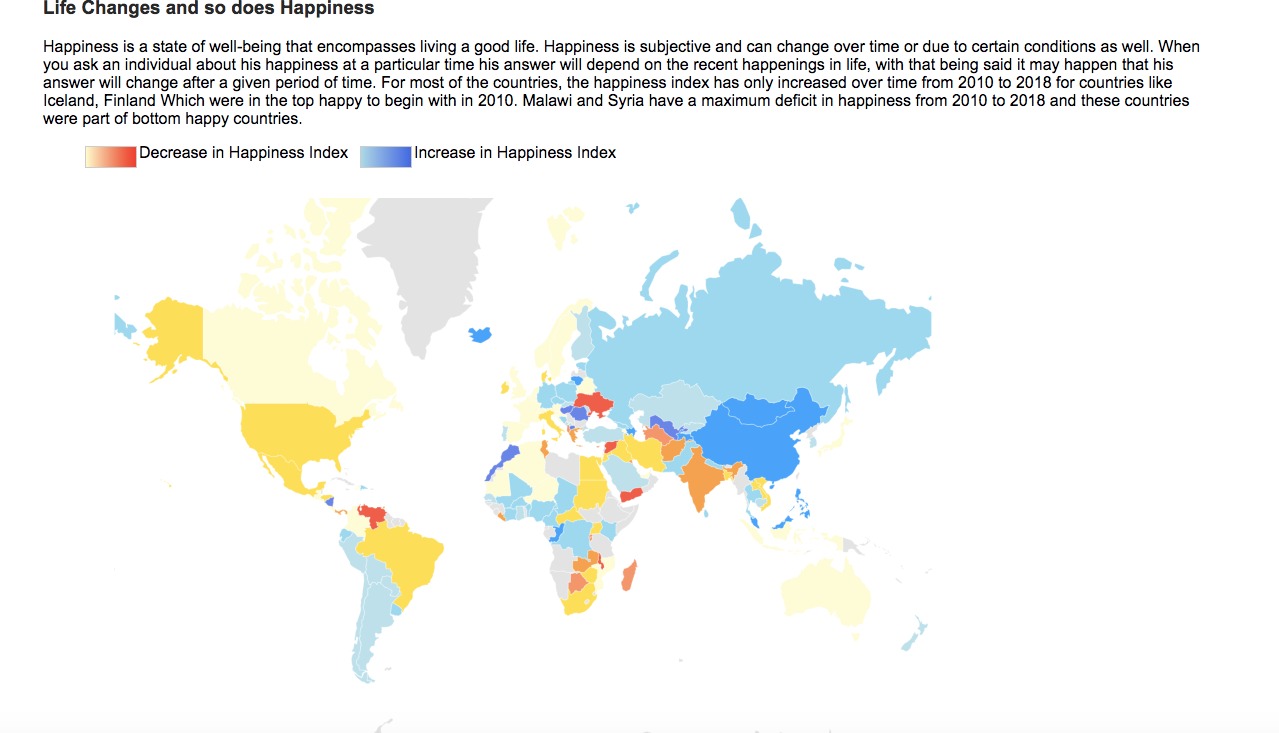 Life Changes and so does Happiness
Happiness is a state of well-being that encompasses living a good life. Happiness is subjective and can change over time or due to certain conditions as well. When
you ask an individual about his happiness at a particular time his answer will depend on the recent happenings in life, with that being said it may happen that his
answer will change after a given period of time. For most of the countries, the happiness index has only increased over time from 2010 to 2018 for countries like
Iceland, Finland Which were in the top happy to begin with in 2010. Malawi and Syria have a maximum deficit in happiness from 2010 to 2018 and these countries
were part of bottom happy countries.
Decrease in Happiness Index Increase in Happiness Index